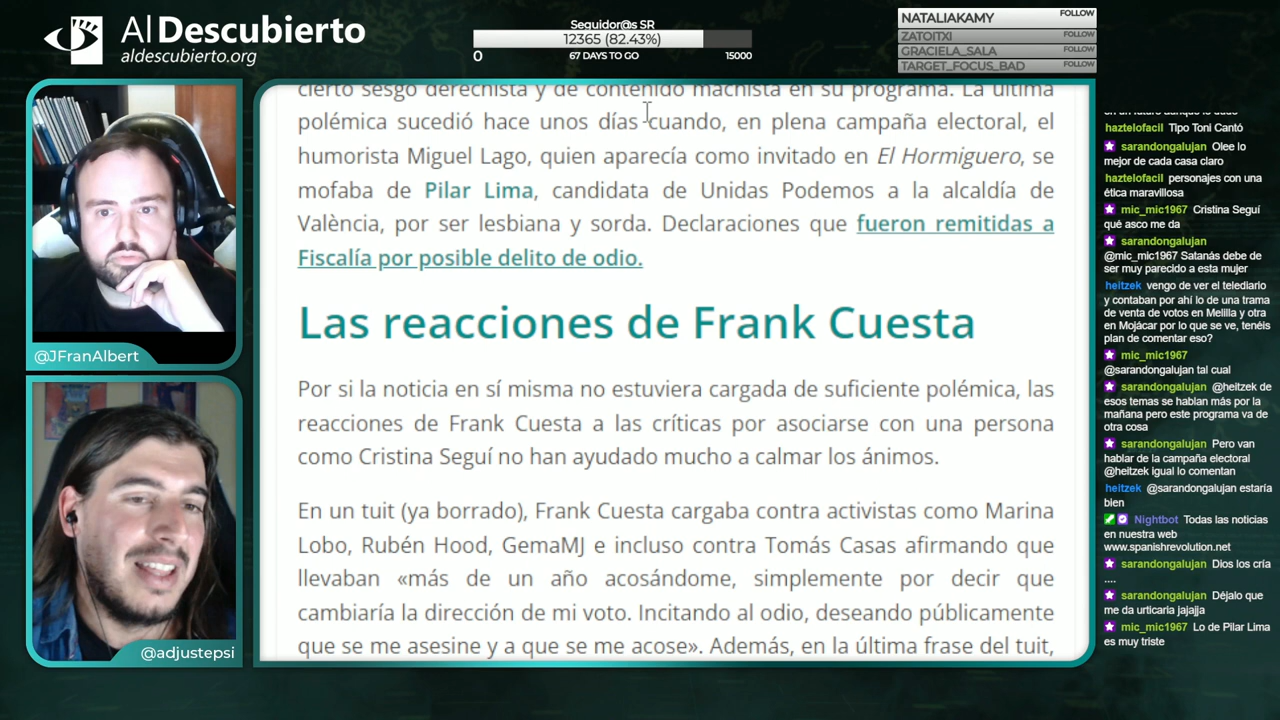 Al Descubierto
aldescubierto.org
Seguidor@s SR
12365 (82.43%)
0
67 DAYS TO GO
15000
NATALIAKAMY FOLLOW
ZATOITXI FOLLOW
GRACIELA_SALA FOLLOW
TARGET_FOCUS_BAD FOLLOW
@JFranAlbert
@adjustepsi
cierto sesgo derechista y de contenido machista en su programa. La última
polémica sucedió hace unos días cuando, en plena campaña electoral, el
humorista Miguel Lago, quien aparecía como invitado en El Hormiguero, se
mofaba de Pilar Lima, candidata de Unidas Podemos a la alcaldía de
València, por ser lesbiana y sorda. Declaraciones que fueron remitidas a
Fiscalía por posible delito de odio.
Las reacciones de Frank Cuesta
Por si la noticia en sí misma no estuviera cargada de suficiente polémica, las
reacciones de Frank Cuesta a las críticas por asociarse con una persona
como Cristina Seguí no han ayudado mucho a calmar los ánimos.
En un tuit (ya borrado), Frank Cuesta cargaba contra activistas como Marina
Lobo, Rubén Hood, GemaMJ e incluso contra Tomás Casas afirmando que
llevaban «más de un año acosándome, simplemente por decir que
cambiaría la dirección de mi voto. Incitando al odio, deseando públicamente
que se me asesine y a que se me acose». Además, en la última frase del tuit,
haztelofacil Tipo Toni Cantó
sarandongalujan Olee lo
mejor de cada casa claro
haztelofacil personajes con una
ética maravillosa
mic_mic1967 Cristina Seguí
qué asco me da
sarandongalujan
@mic_mic1967 Satanás debe de
ser muy parecido a esta mujer
heitzek vengo de ver el telediario
y contaban por ahí lo de una trama
de venta de votos en Melilla y otra
en Mojácar por lo que se ve, tenéis
plan de comentar eso?
mic_mic1967
@sarandongalujan tal cual
sarandongalujan @heitzek de
esos temas se hablan más por la
mañana pero este programa va de
otra cosa
sarandongalujan Pero van
hablar de la campaña electoral
@heitzek igual lo comentan
heitzek @sarandongalujan estaría
bien
Nightbot Todas las noticias
en nuestra web
www.spanishrevolution.net
sarandongalujan Dios los cría
....
sarandongalujan Déjalo que
me da urticaria jajajja
mic_mic1967 Lo de Pilar Lima
es muy triste